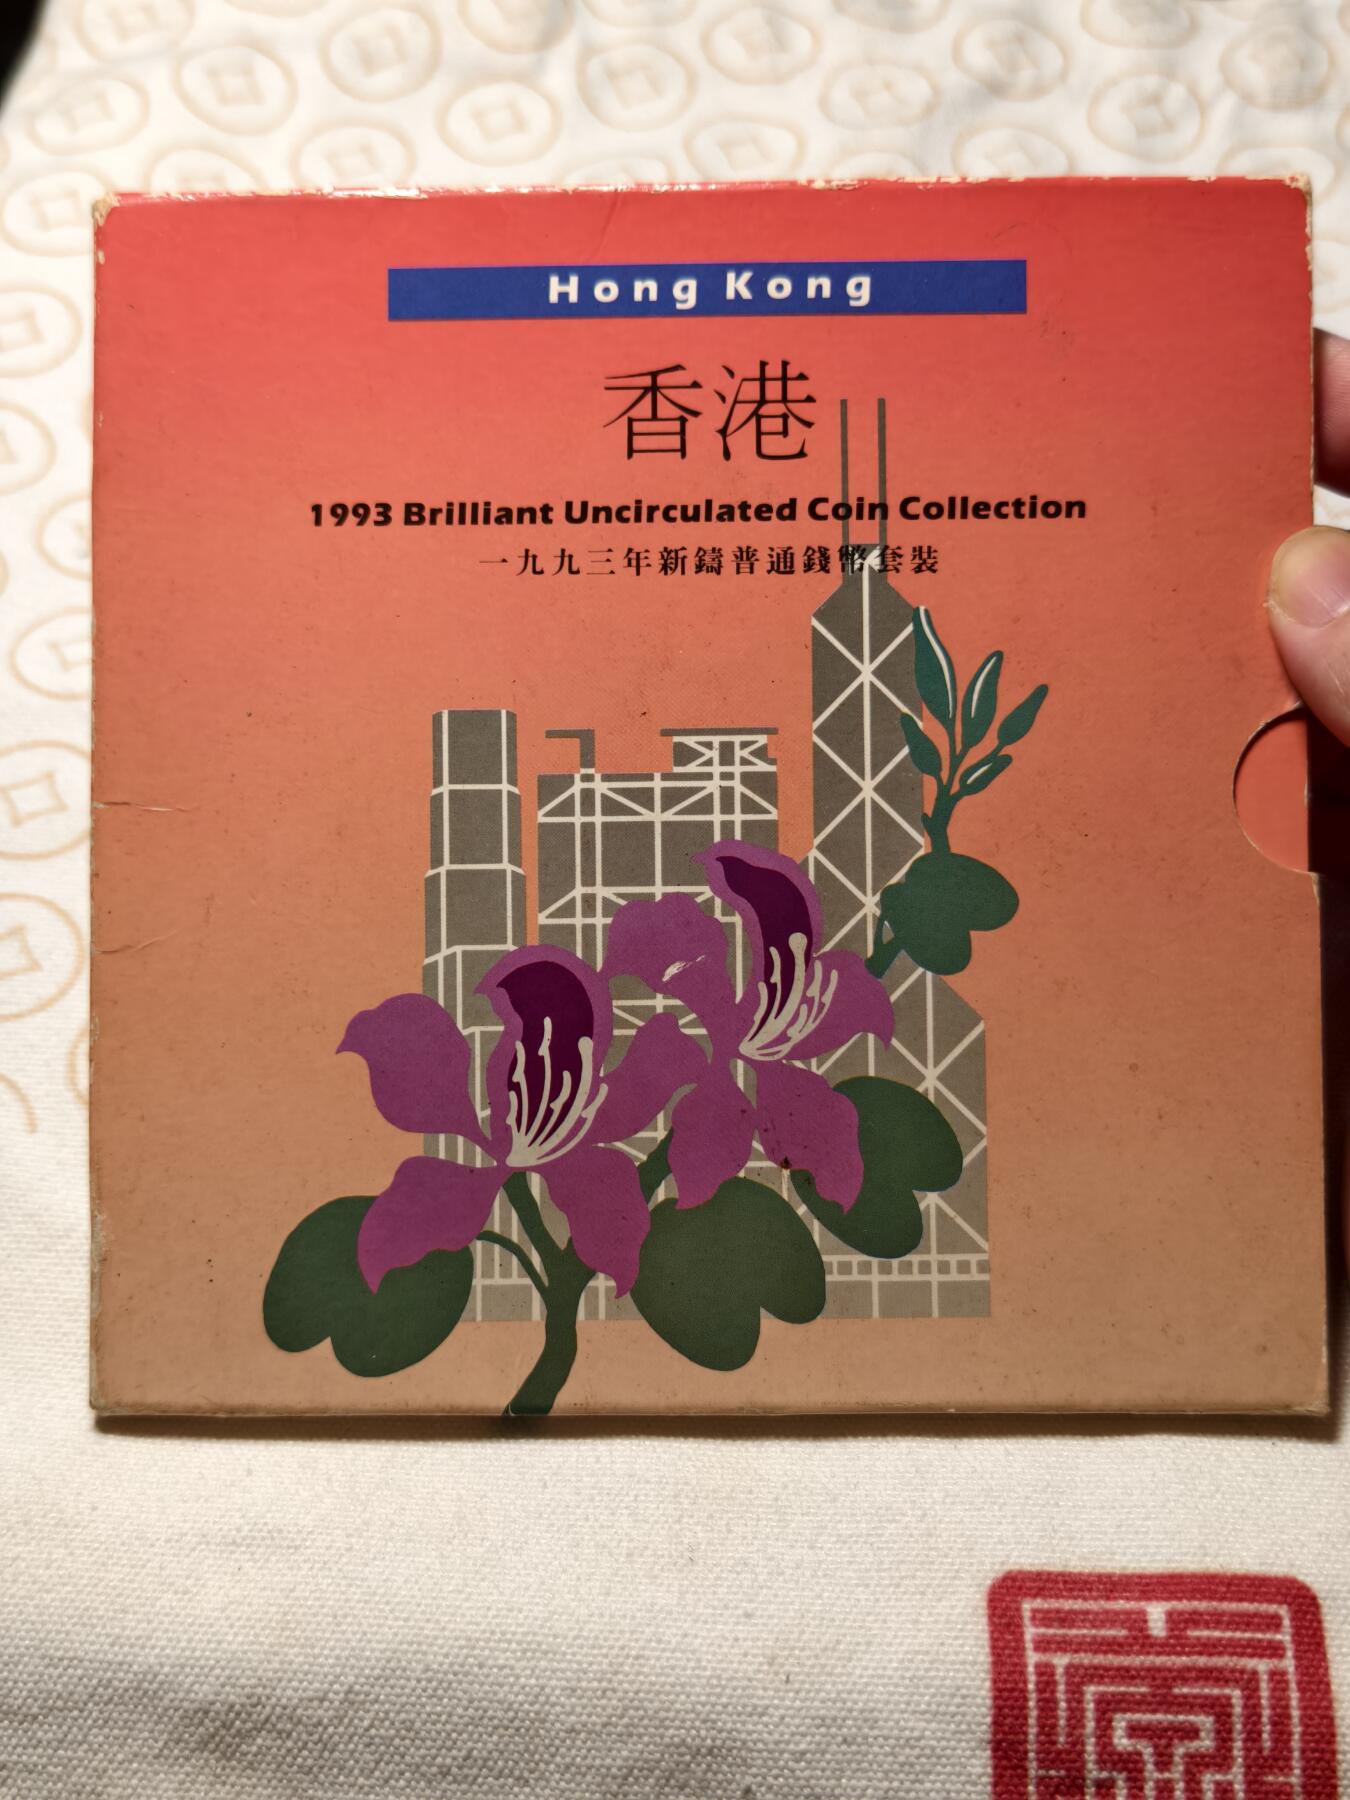 Hong Kong
香港
1993 Brilliant Uncirculated Coin Collection
一九九三年新鑄普通錢幣套裝